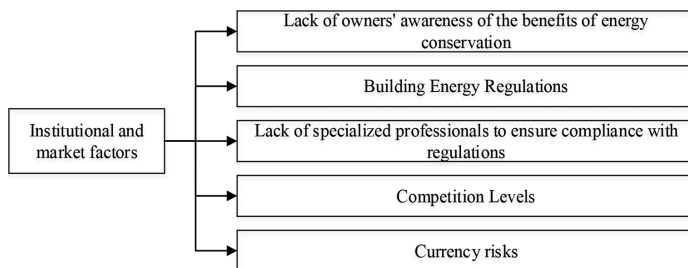 Lack of owners' awareness of the benefits of energy
conservation
Building Energy Regulations
Institutional and
market factors
Lack of specialized professionals to ensure compliance with
regulations
Competition Levels
Currency risks